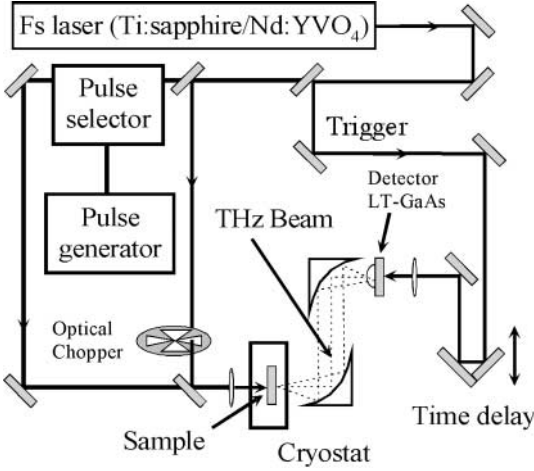 Fs laser (Ti:sapphire/Nd:YVO₄)
Pulse
selector
Trigger
Detector
LT-GaAs
Pulse
generator
THz Beam
Optical
Chopper
Time delay
Sample
Cryostat